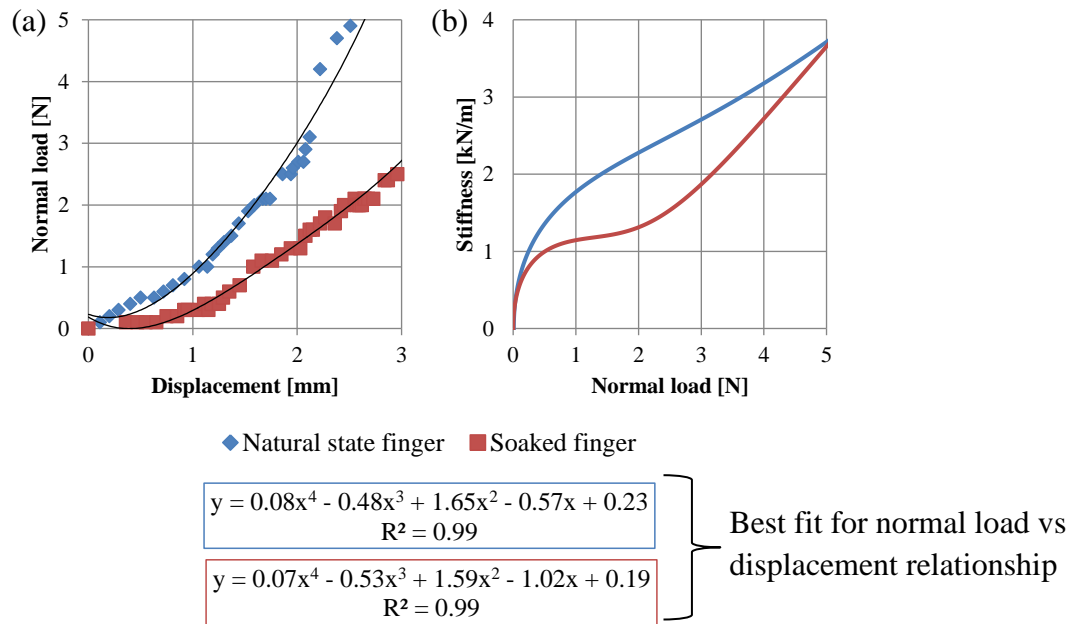 (a)
Normal load [N]
5
4
3
2
1
0
0 1 2 3
Displacement [mm]
(b)
Stiffness [kN/m]
4
3
2
1
0
0 1 2 3 4 5
Normal load [N]
Natural state finger Soaked finger
y = 0.08x⁴ - 0.48x³ + 1.65x² - 0.57x + 0.23
R² = 0.99
y = 0.07x⁴ - 0.53x³ + 1.59x² - 1.02x + 0.19
R² = 0.99
Best fit for normal load vs
displacement relationship